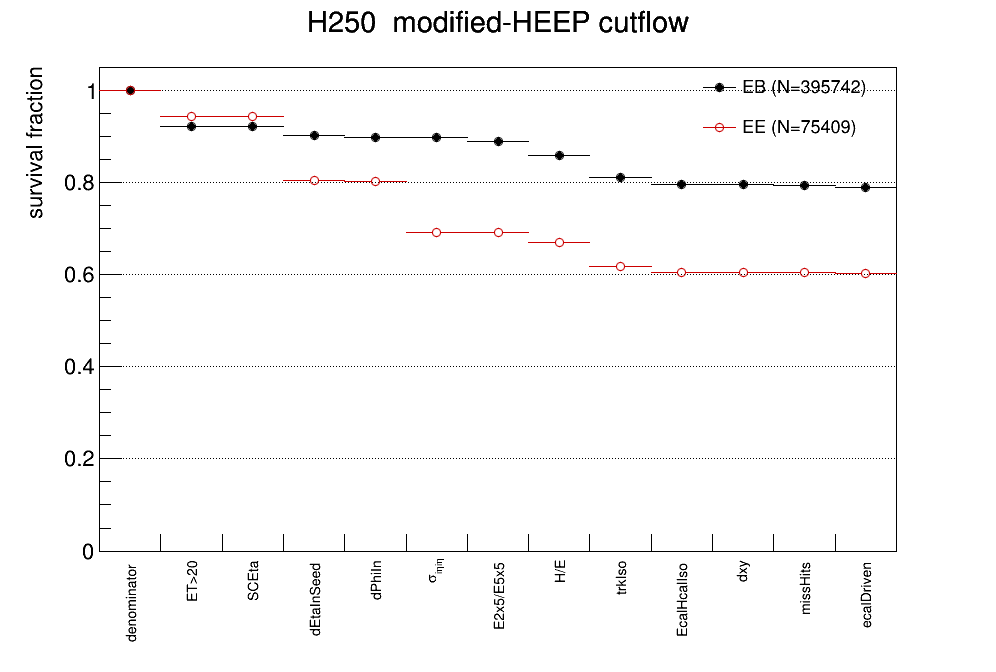 H250 modified-HEEP cutflow
survival fraction
1
0.8
0.6
0.4
0.2
0
EB (N=395742)
EE (N=75409)
denominator
ET>20
SCEta
dEtaInSeed
dPhiIn
σiηiη
E2x5/E5x5
H/E
trkIso
EcalHcalIso
dxy
missHits
ecalDriven